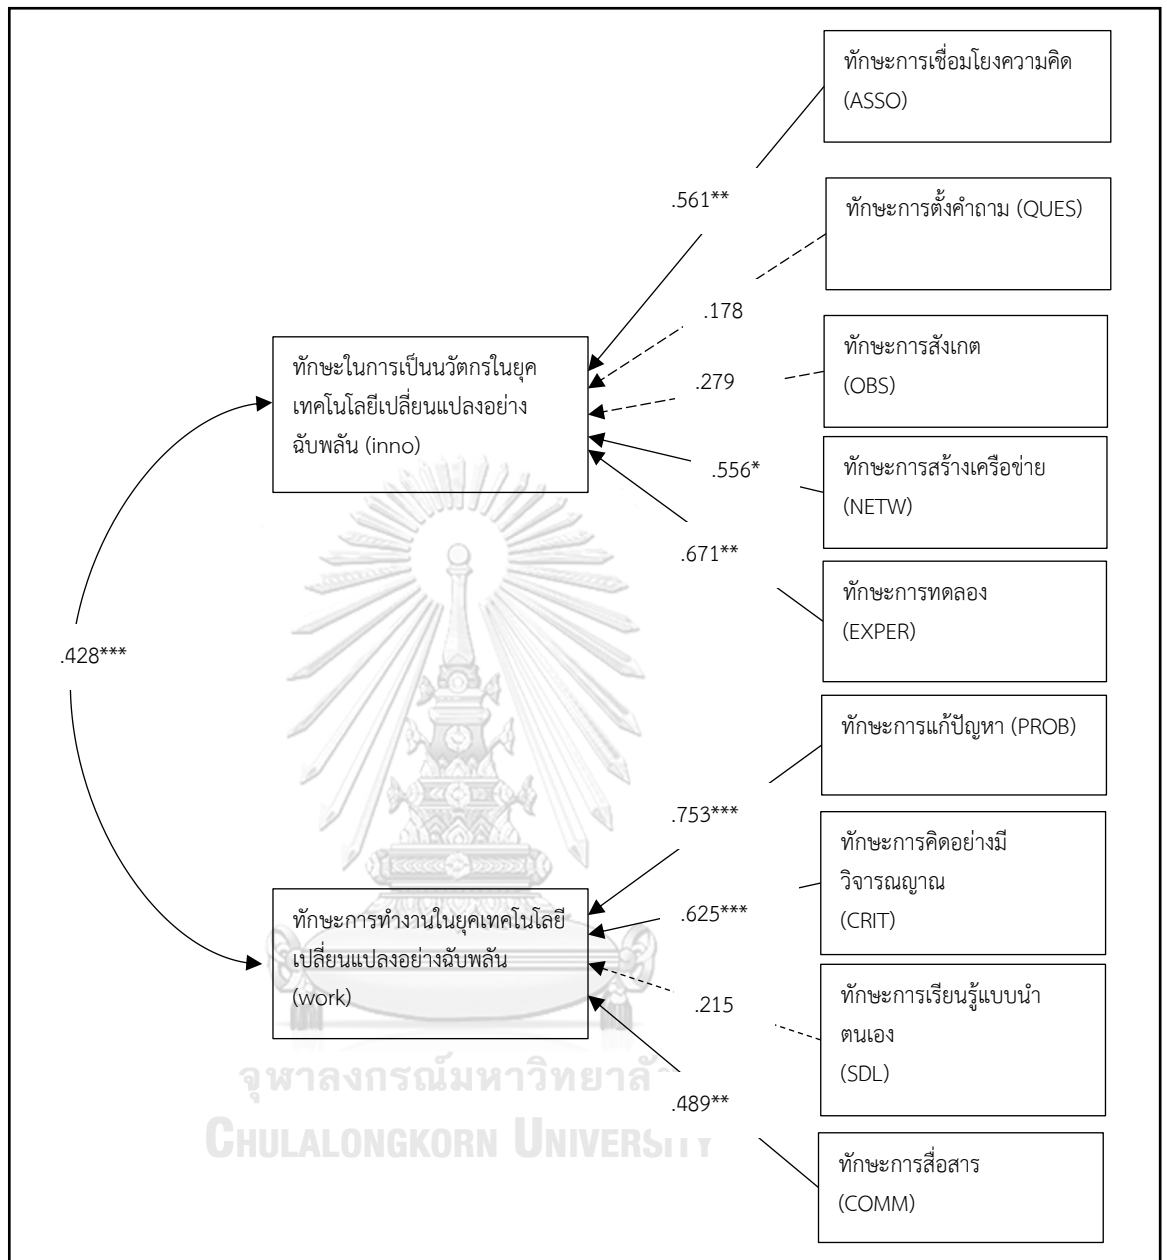 ทักษะการเชื่อมโยงความคิด
(ASSO)
.561**
ทักษะการตั้งคำถาม (QUES)
.178
ทักษะการสังเกต
(OBS)
.279
ทักษะในการเป็นนวัตกรในยุค
เทคโนโลยีเปลี่ยนแปลงอย่าง
ฉับพลัน (inno)
ทักษะการสร้างเครือข่าย
(NETW)
.556*
.671**
ทักษะการทดลอง
(EXPER)
.428***
ทักษะการแก้ปัญหา (PROB)
.753***
ทักษะการคิดอย่างมี
วิจารณญาณ
(CRIT)
.625***
ทักษะการทำงานในยุคเทคโนโลยี
เปลี่ยนแปลงอย่างฉับพลัน
(work)
ทักษะการเรียนรู้แบบนำ
ตนเอง
(SDL)
.215
.489**
ทักษะการสื่อสาร
(COMM)
จุฬาลงกรณ์มหาวิทยาลั
CHULALONGKORN UNIVERSITY